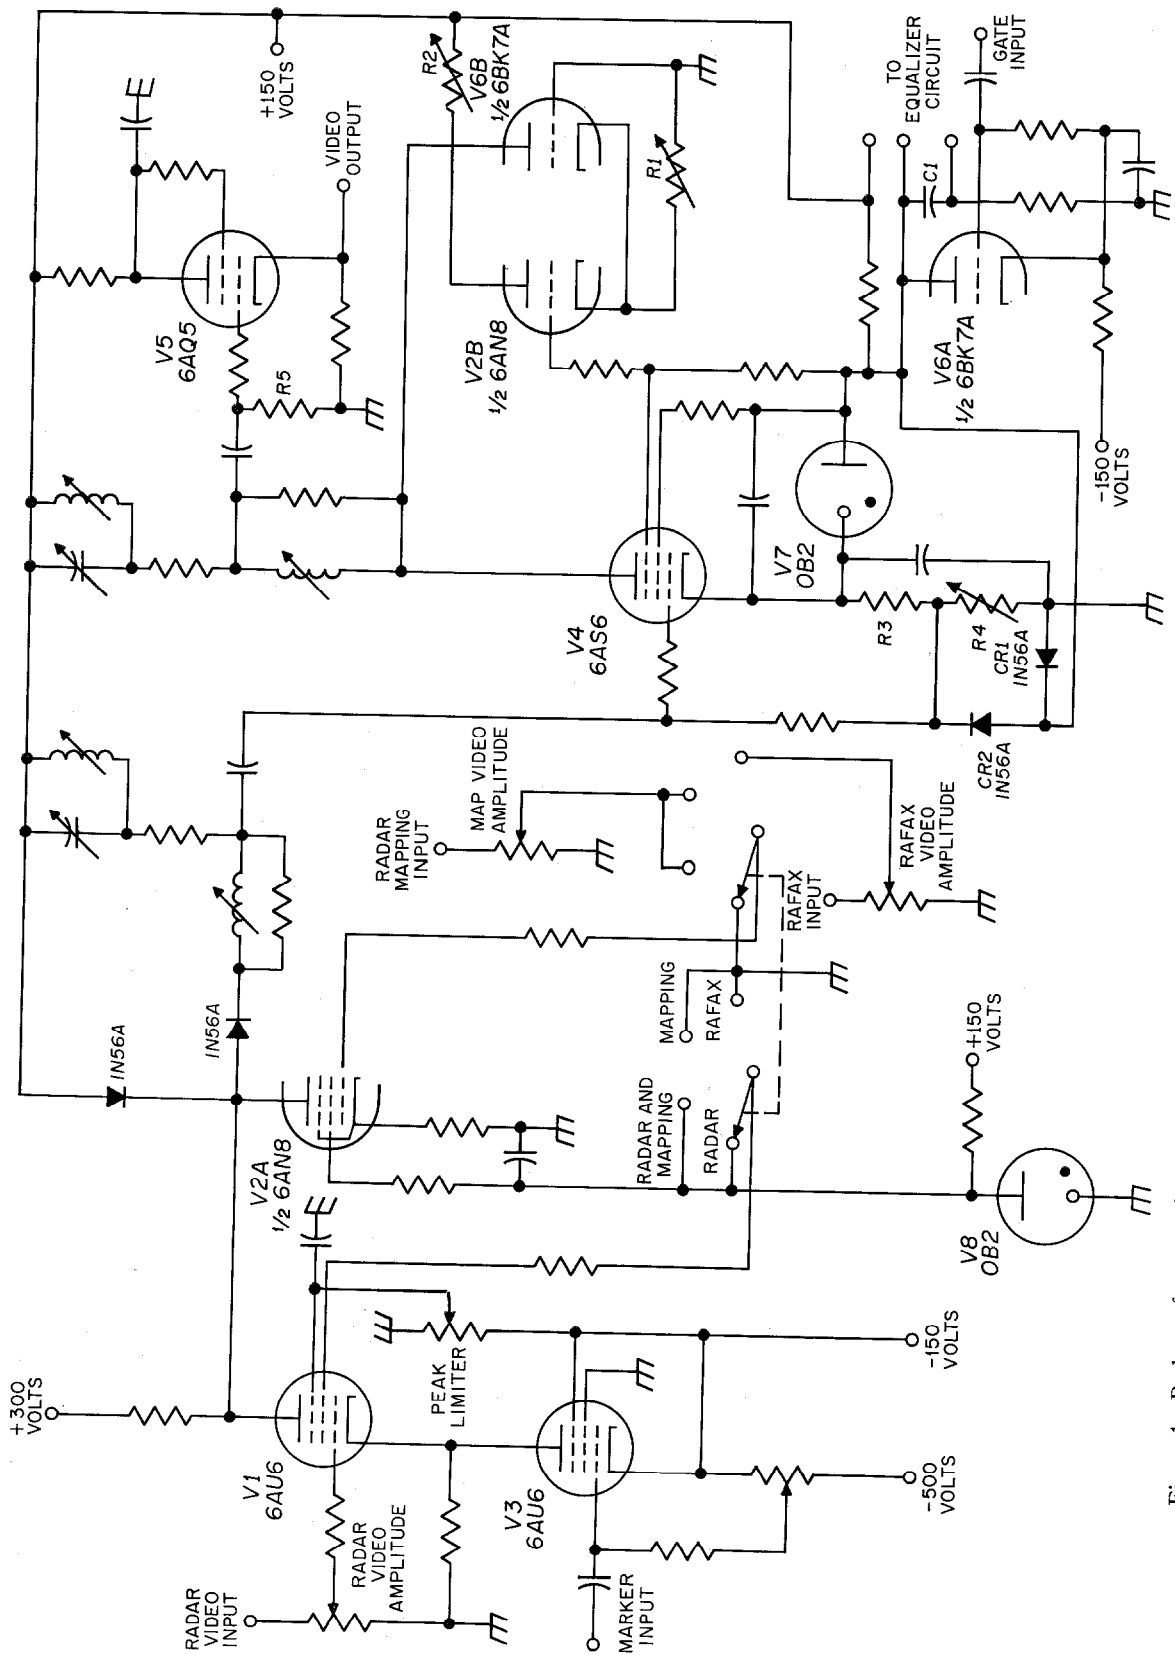 +300
VOLTS
RADAR
VIDEO
INPUT
RADAR
VIDEO
AMPLITUDE
V1
6AU6
PEAK
LIMITER
V3
6AU6
MARKER
INPUT
-500
VOLTS
-150
VOLTS
V8
OB2
+150
VOLTS
1N56A
1N56A
V2A
1/2 6AN8
RADAR AND
MAPPING
RADAR
MAPPING
RAFAX
RADAR
MAPPING
INPUT
MAP VIDEO
AMPLITUDE
RAFAX
INPUT
RAFAX
VIDEO
AMPLITUDE
V4
6AS6
V7
OB2
R3
R4
CR1
1N56A
CR2
1N56A
V5
6AQ5
R5
VIDEO
OUTPUT
+150
VOLTS
R2
V6B
1/2 6BK7A
V2B
1/2 6AN8
R1
TO
EQUALIZER
CIRCUIT
C1
GATE
INPUT
V6A
1/2 6BK7A
-150
VOLTS